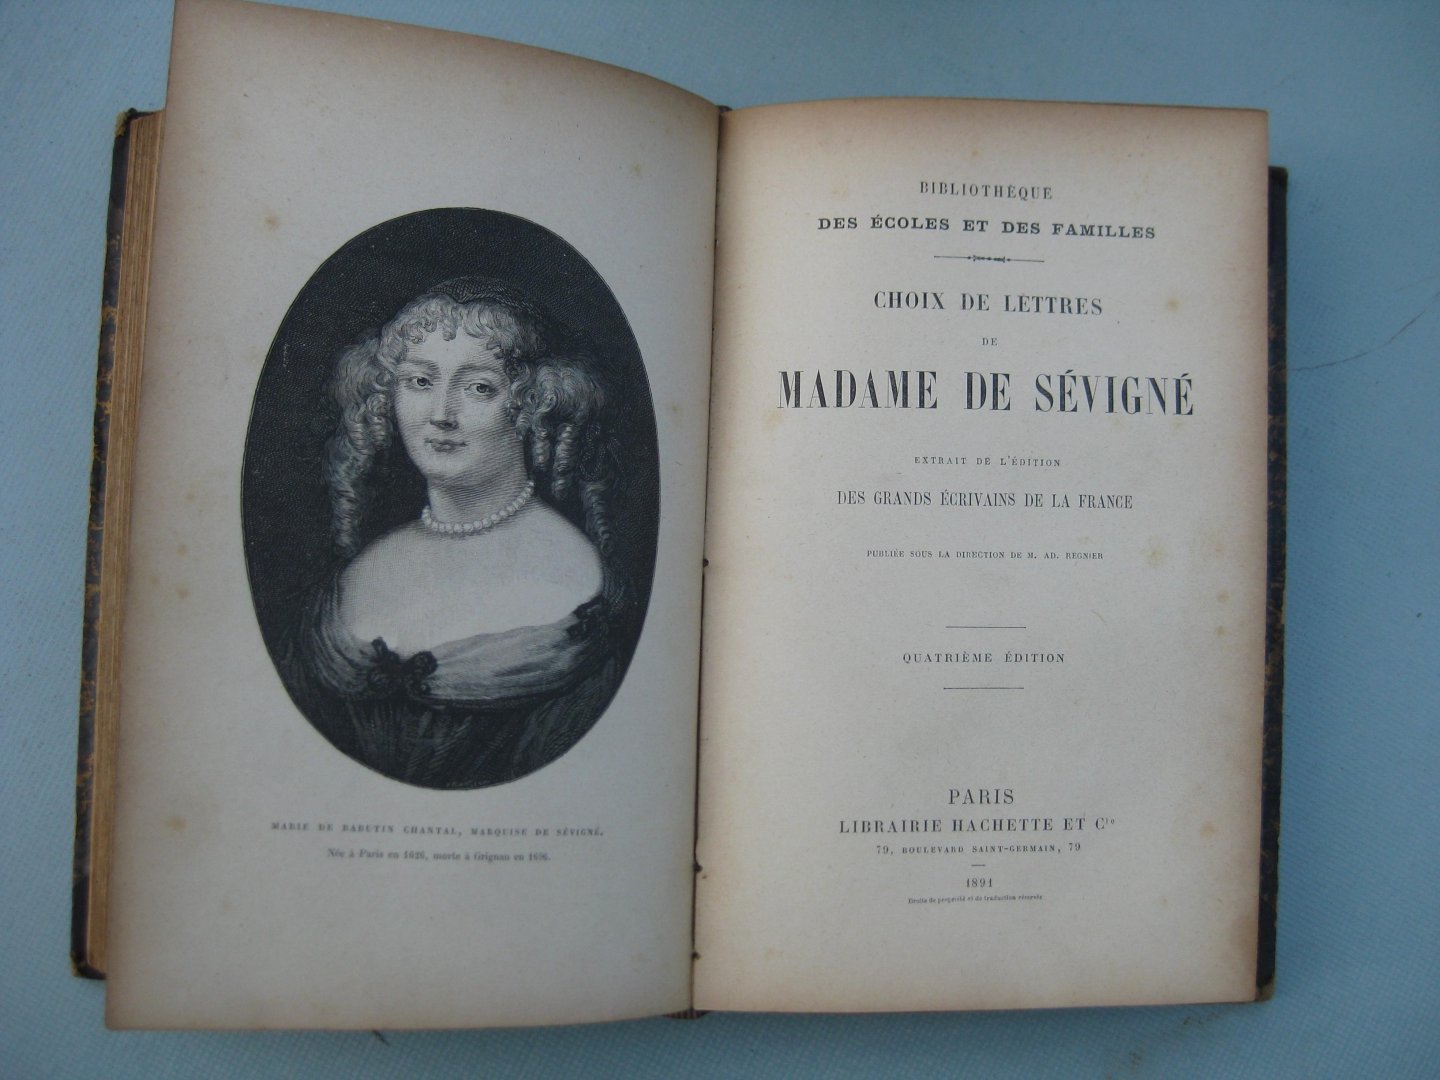 MARIE DE RABUTIN CHANTAL, MARQUISE DE SÉVIGNÉ.
Née à Paris en 1626, morte à Grignan en 1696.
BIBLIOTHÈQUE
DES ÉCOLES ET DES FAMILLES
CHOIX DE LETTRES
DE
MADAME DE SÉVIGNÉ
EXTRAIT DE L'ÉDITION
DES GRANDS ÉCRIVAINS DE LA FRANCE
PUBLIÉE SOUS LA DIRECTION DE M. AD. REGNIER
QUATRIÈME ÉDITION
PARIS
LIBRAIRIE HACHETTE ET Cie
79, BOULEVARD SAINT-GERMAIN, 79
1891
Droits de propriété et de traduction réservés